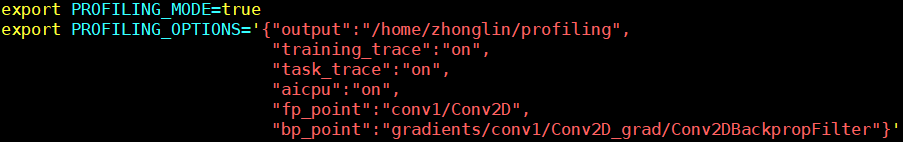 export PROFILING_MODE=true
export PROFILING_OPTIONS='{"output":"/home/zhonglin/profiling",
"training_trace":"on",
"task_trace":"on",
"aicpu":"on",
"fp_point":"conv1/Conv2D",
"bp_point":"gradients/conv1/Conv2D_grad/Conv2DBackpropFilter"}'